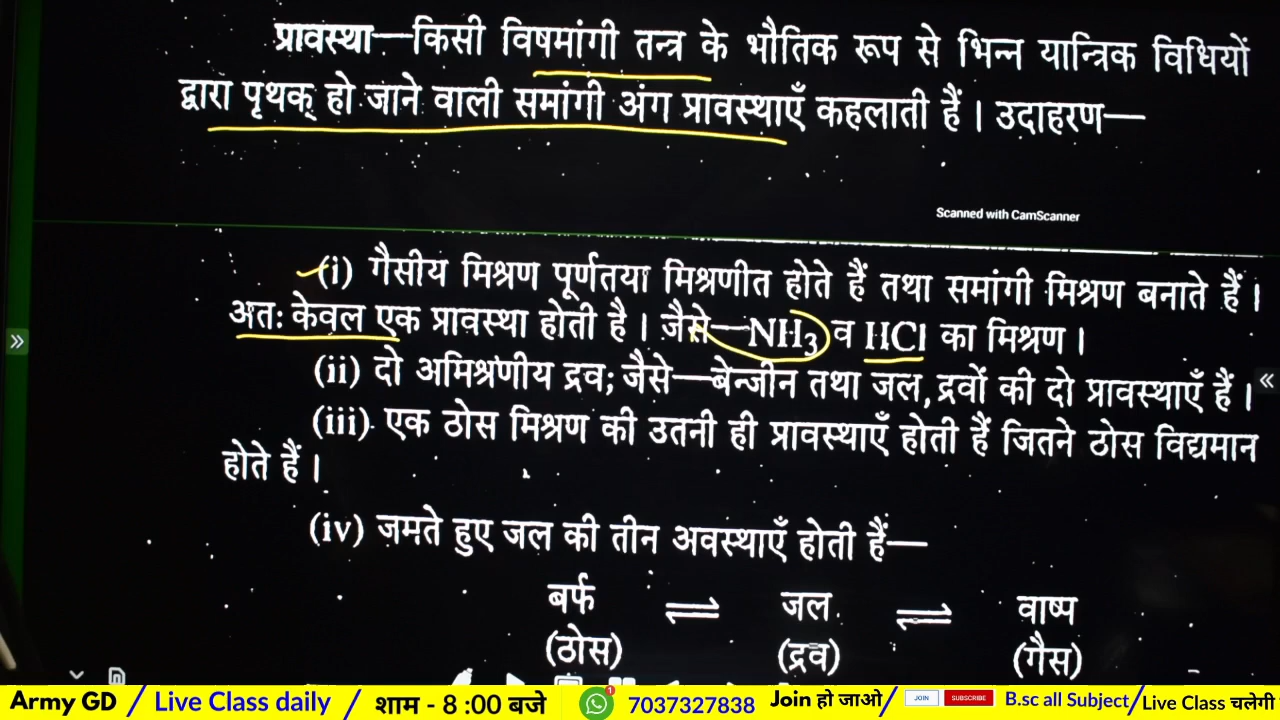 प्रावस्था—किसी विषमांगी तन्त्र के भौतिक रूप से भिन्न यान्त्रिक विधियों
द्वारा पृथक् हो जाने वाली समांगी अंग प्रावस्थाएँ कहलाती हैं। उदाहरण—
Scanned with CamScanner
(i) गैसीय मिश्रण पूर्णतया मिश्रणीत होते हैं तथा समांगी मिश्रण बनाते हैं।
अतः केवल एक प्रावस्था होती है। जैसे—NH₃ व HCl का मिश्रण।
(ii) दो अमिश्रणीय द्रव; जैसे—बेन्जीन तथा जल, द्रवों की दो प्रावस्थाएँ हैं।
(iii) एक ठोस मिश्रण की उतनी ही प्रावस्थाएँ होती हैं जितने ठोस विद्यमान
होते हैं।
(iv) जमते हुए जल की तीन अवस्थाएँ होती हैं—
बर्फ ⇌ जल ⇌ वाष्प
(ठोस) (द्रव) (गैस)
Army GD / Live Class daily / शाम - 8 :00 बजे 1 7037327838 Join हो जाओ/ JOIN SUBSCRIBE B.sc all Subject/Live Class चलेगी